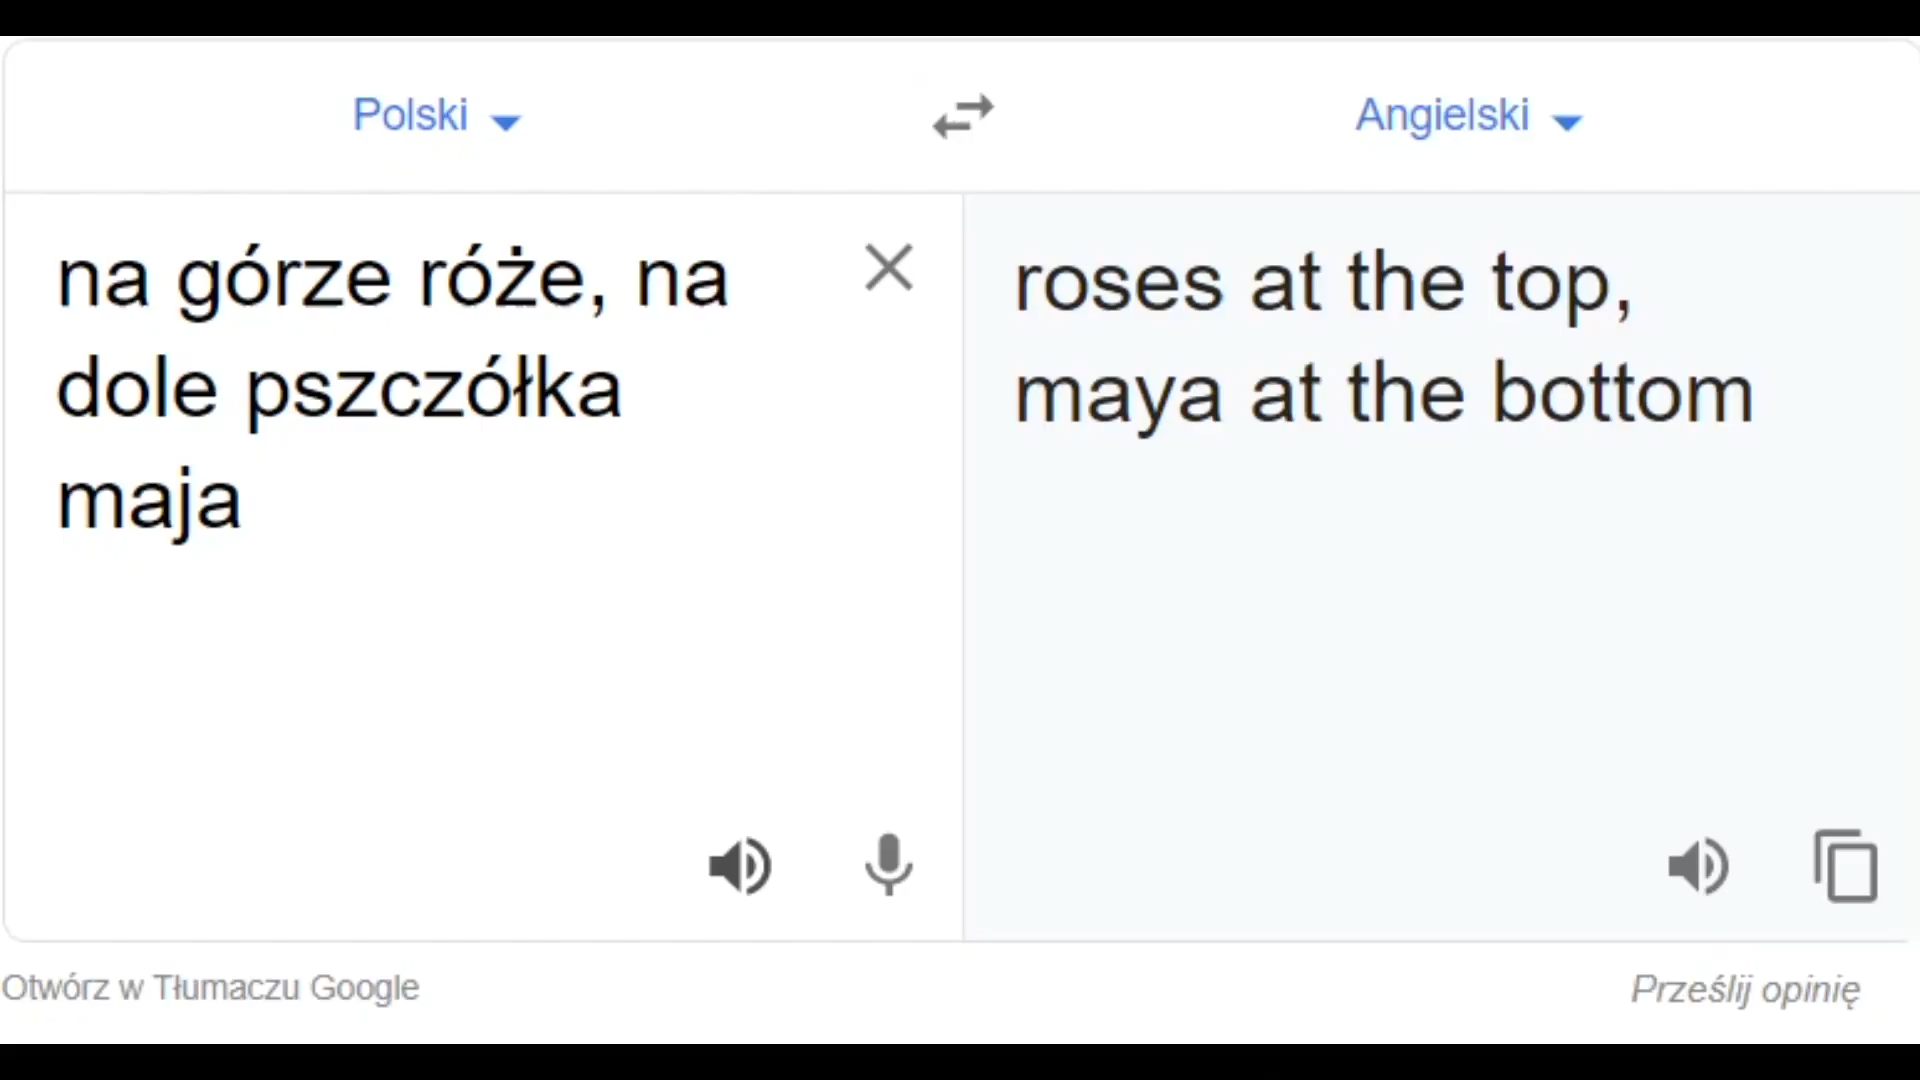 Polski
Angielski
na górze róże, na
dole pszczółka
maja
roses at the top,
maya at the bottom
Otwórz w Tłumaczu Google
Prześlij opinię